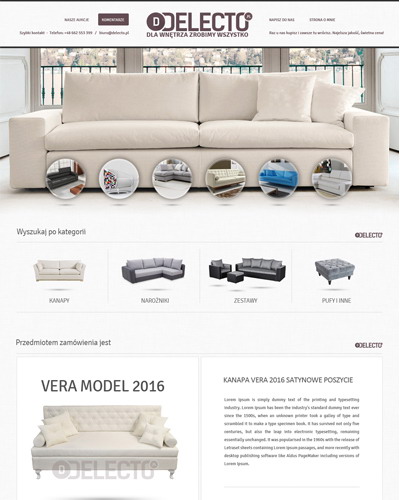 NASZE AUKCJE
KOMENTARZE
DELECTO
NAPISZ DO NAS
STRONA O MNIE
DLA WNĘTRZA ZROBIMY WSZYSTKO
Szybki kontakt - Telefon: +48 662 553 399 / biuro@delecto.pl
Raz u nas kupisz i zawsze tu wrócisz. Najwyższa jakość, świetna cena!
Wyszukaj po kategorii
DELECTO
KANAPY
NAROŻNIKI
ZESTAWY
PUFY I INNE
Przedmiotem zamówienia jest
DELECTO
VERA MODEL 2016
DELECTO
KANAPA VERA 2016 SATYNOWE POSZYCIE
Lorem Ipsum is simply dummy text of the printing and typesetting
industry. Lorem Ipsum has been the industry's standard dummy text ever
since the 1500s, when an unknown printer took a galley of type and
scrambled it to make a type specimen book. It has survived not only five
centuries, but also the leap into electronic typesetting, remaining
essentially unchanged. It was popularised in the 1960s with the release of
Letraset sheets containing Lorem Ipsum passages, and more recently with
desktop publishing software like Aldus PageMaker including versions of
Lorem Ipsum.